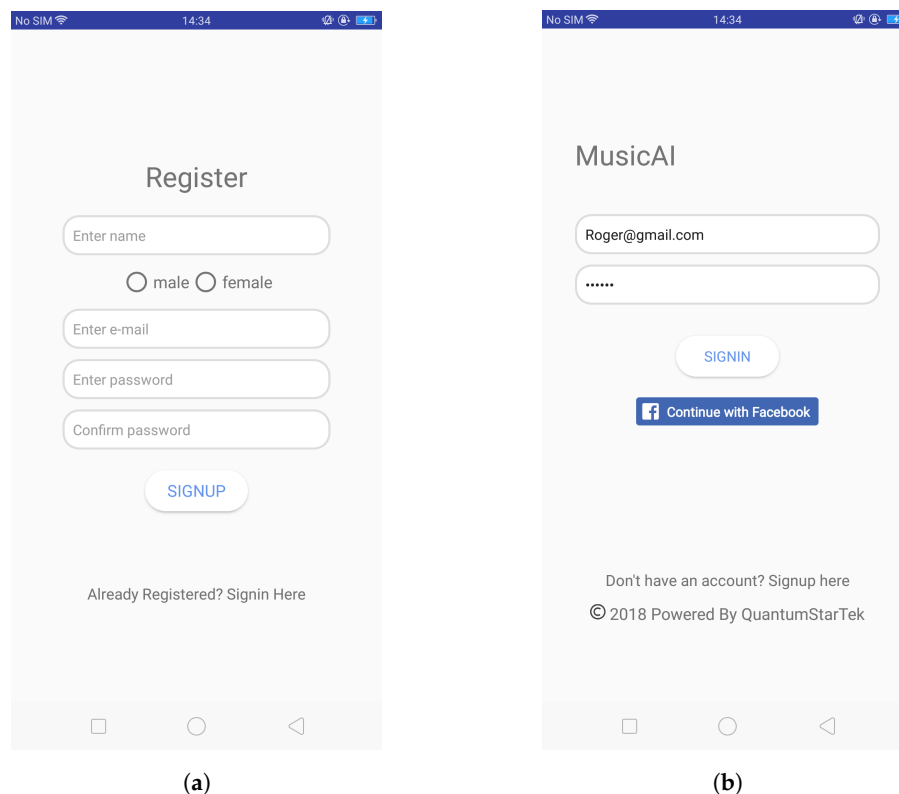 No SIM 14:34
Register
Enter name
male female
Enter e-mail
Enter password
Confirm password
SIGNUP
Already Registered? Signin Here
(a)
No SIM 14:34
MusicAI
Roger@gmail.com
••••••
SIGNIN
f Continue with Facebook
Don't have an account? Signup here
© 2018 Powered By QuantumStarTek
(b)